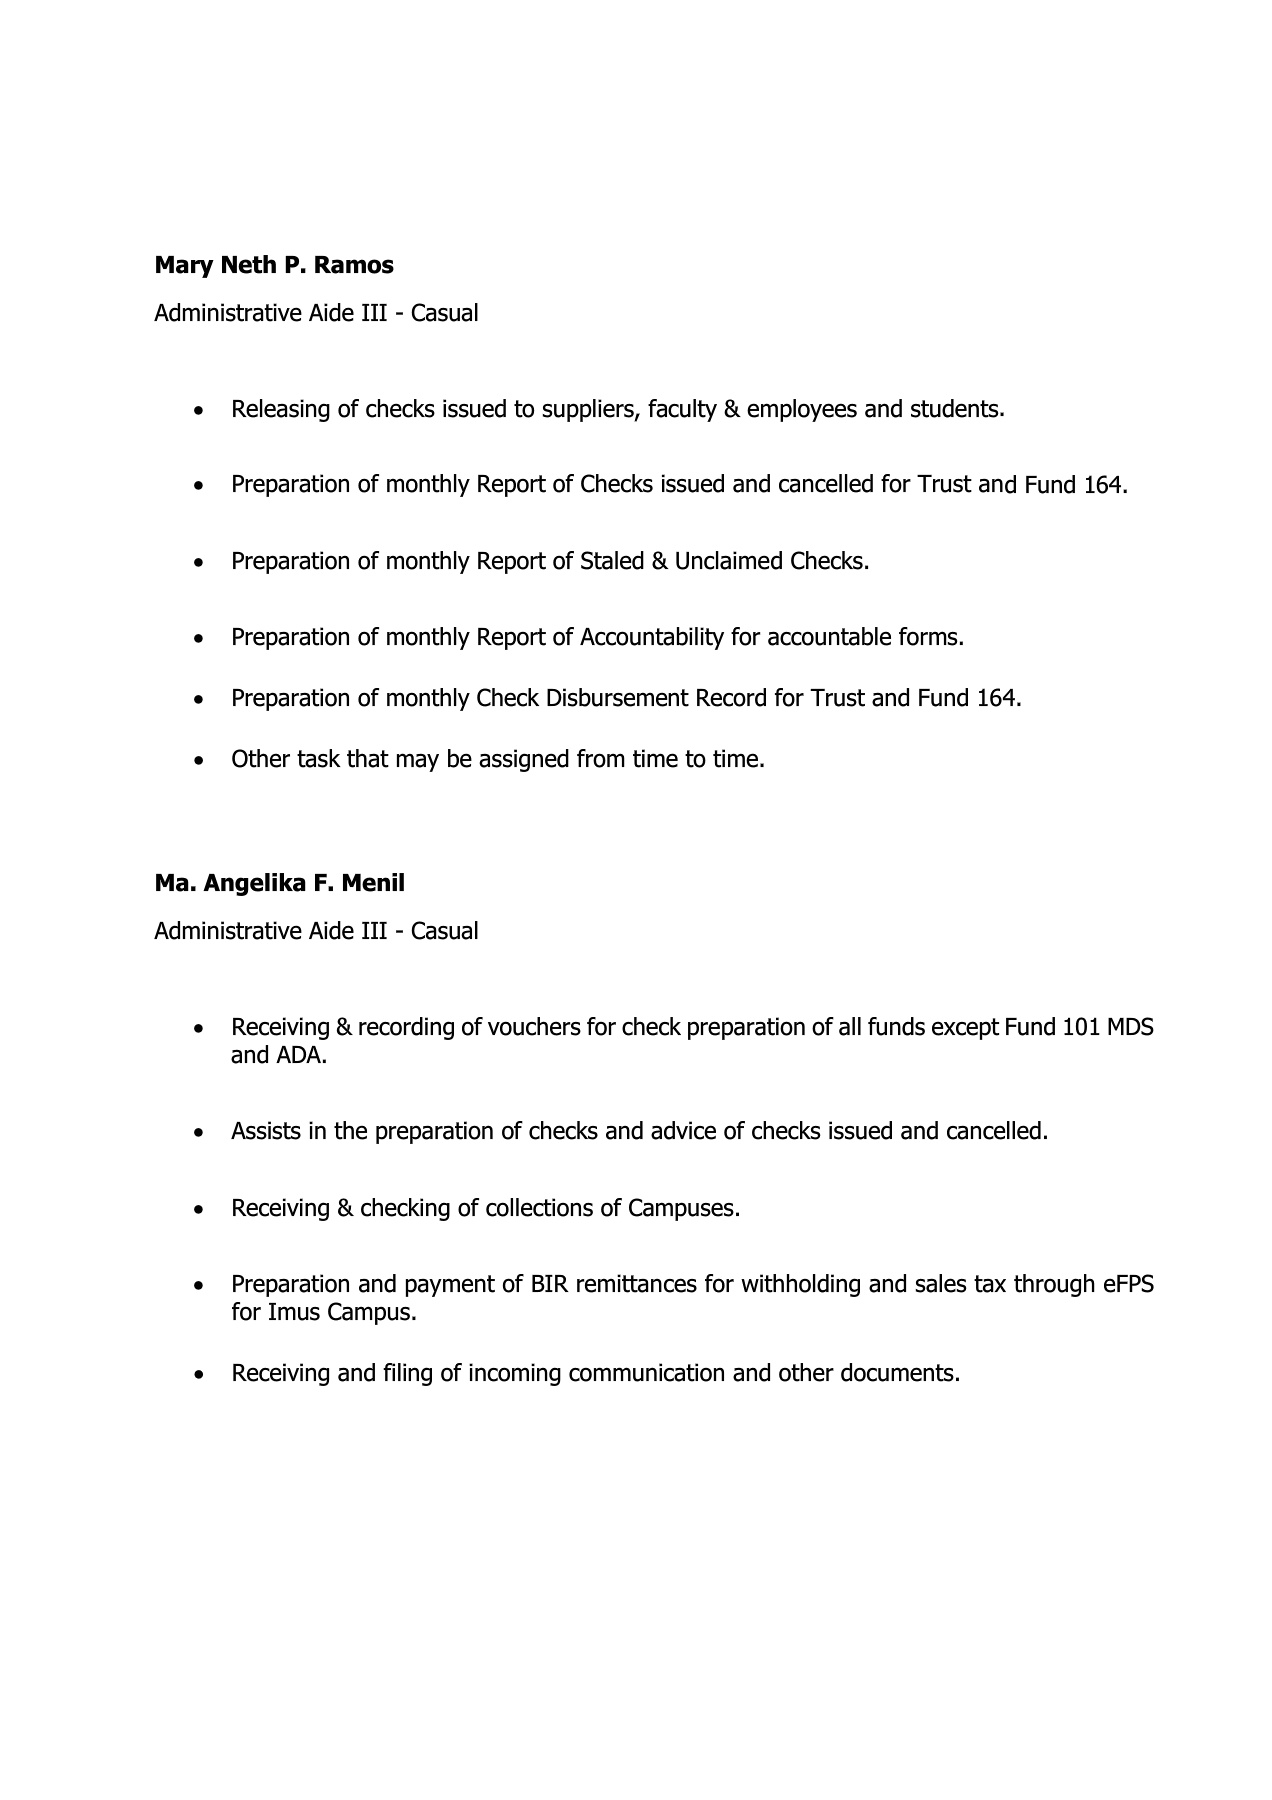 Mary Neth P. Ramos
Administrative Aide III - Casual
• Releasing of checks issued to suppliers, faculty & employees and students.
• Preparation of monthly Report of Checks issued and cancelled for Trust and Fund 164.
• Preparation of monthly Report of Staled & Unclaimed Checks.
• Preparation of monthly Report of Accountability for accountable forms.
• Preparation of monthly Check Disbursement Record for Trust and Fund 164.
• Other task that may be assigned from time to time.
Ma. Angelika F. Menil
Administrative Aide III - Casual
• Receiving & recording of vouchers for check preparation of all funds except Fund 101 MDS
and ADA.
• Assists in the preparation of checks and advice of checks issued and cancelled.
• Receiving & checking of collections of Campuses.
• Preparation and payment of BIR remittances for withholding and sales tax through eFPS
for Imus Campus.
• Receiving and filing of incoming communication and other documents.